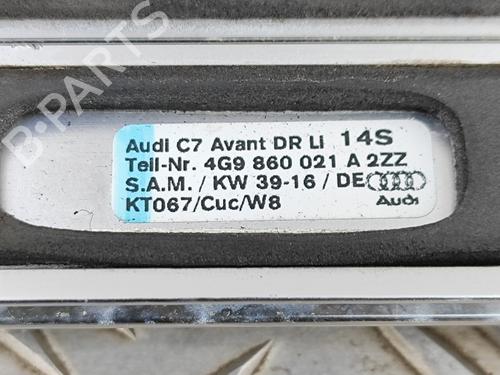 B-PARTS
Audi C7 Avant DR Li 14S
Teil-Nr. 4G9 860 021 A 2ZZ
S.A.M. / KW 39-16 / DE
KT067/Cuc/W8
Audi